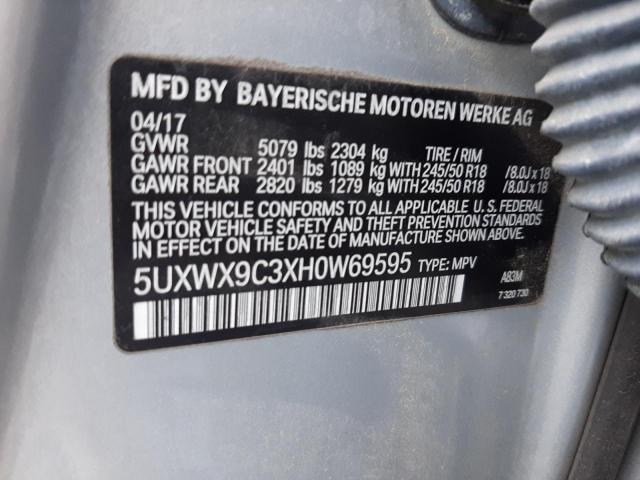 MFD BY BAYERISCHE MOTOREN WERKE AG
04/17
GVWR 5079 lbs 2304 kg TIRE / RIM
GAWR FRONT 2401 lbs 1089 kg WITH 245/50 R18 /8.0J x 18
GAWR REAR 2820 lbs 1279 kg WITH 245/50 R18 /8.0J x 18
THIS VEHICLE CONFORMS TO ALL APPLICABLE U. S. FEDERAL
MOTOR VEHICLE SAFETY AND THEFT PREVENTION STANDARDS
IN EFFECT ON THE DATE OF MANUFACTURE SHOWN ABOVE.
5UXWX9C3XH0W69595 TYPE: MPV A83M
7 320 730